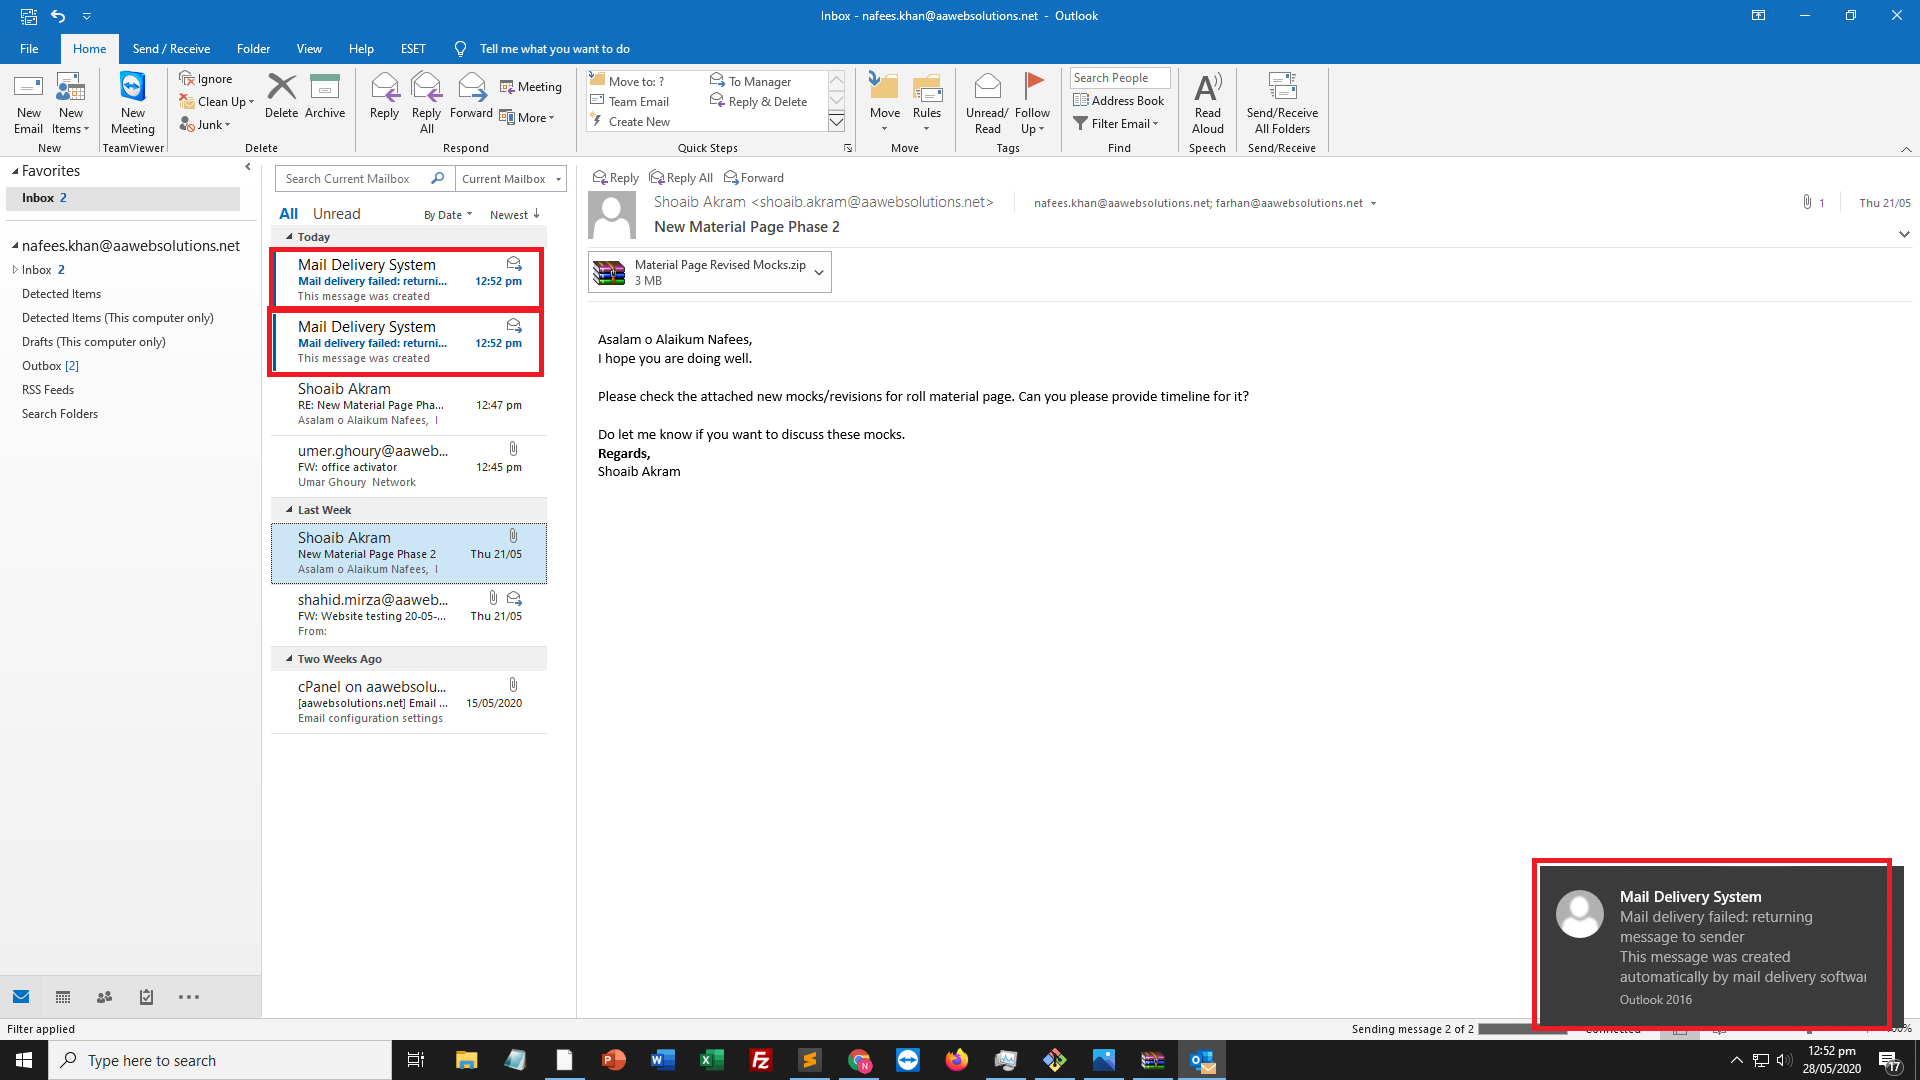 Inbox - nafees.khan@aawebsolutions.net - Outlook
File Home Send / Receive Folder View Help ESET Tell me what you want to do
New Email
New Items
New
New Meeting
TeamViewer
Ignore
Clean Up
Junk
Delete
Archive
Delete
Reply
Reply All
Forward
Meeting
More
Respond
Move to: ?
Team Email
Create New
To Manager
Reply & Delete
Quick Steps
Move
Rules
Move
Unread/ Read
Follow Up
Tags
Search People
Address Book
Filter Email
Find
Read Aloud
Speech
Send/Receive All Folders
Send/Receive
Favorites
Inbox 2
nafees.khan@aawebsolutions.net
Inbox 2
Detected Items
Detected Items (This computer only)
Drafts (This computer only)
Outbox [2]
RSS Feeds
Search Folders
Search Current Mailbox
Current Mailbox
All Unread By Date Newest
Today
Mail Delivery System
Mail delivery failed: returni... 12:52 pm
This message was created
Mail Delivery System
Mail delivery failed: returni... 12:52 pm
This message was created
Shoaib Akram
RE: New Material Page Pha... 12:47 pm
Asalam o Alaikum Nafees, I
umer.ghoury@aaweb...
FW: office activator 12:45 pm
Umar Ghoury Network
Last Week
Shoaib Akram
New Material Page Phase 2 Thu 21/05
Asalam o Alaikum Nafees, I
shahid.mirza@aaweb...
FW: Website testing 20-05-... Thu 21/05
From:
Two Weeks Ago
cPanel on aawebsolu...
[aawebsolutions.net] Email ... 15/05/2020
Email configuration settings
Reply Reply All Forward
Shoaib Akram <shoaib.akram@aawebsolutions.net> nafees.khan@aawebsolutions.net; farhan@aawebsolutions.net 1 Thu 21/05
New Material Page Phase 2
Material Page Revised Mocks.zip
3 MB
Asalam o Alaikum Nafees,
I hope you are doing well.
Please check the attached new mocks/revisions for roll material page. Can you please provide timeline for it?
Do let me know if you want to discuss these mocks.
Regards,
Shoaib Akram
Mail Delivery System
Mail delivery failed: returning
message to sender
This message was created
automatically by mail delivery softwar
Outlook 2016
Filter applied
Sending message 2 of 2
Connected
Type here to search
12:52 pm
28/05/2020
17